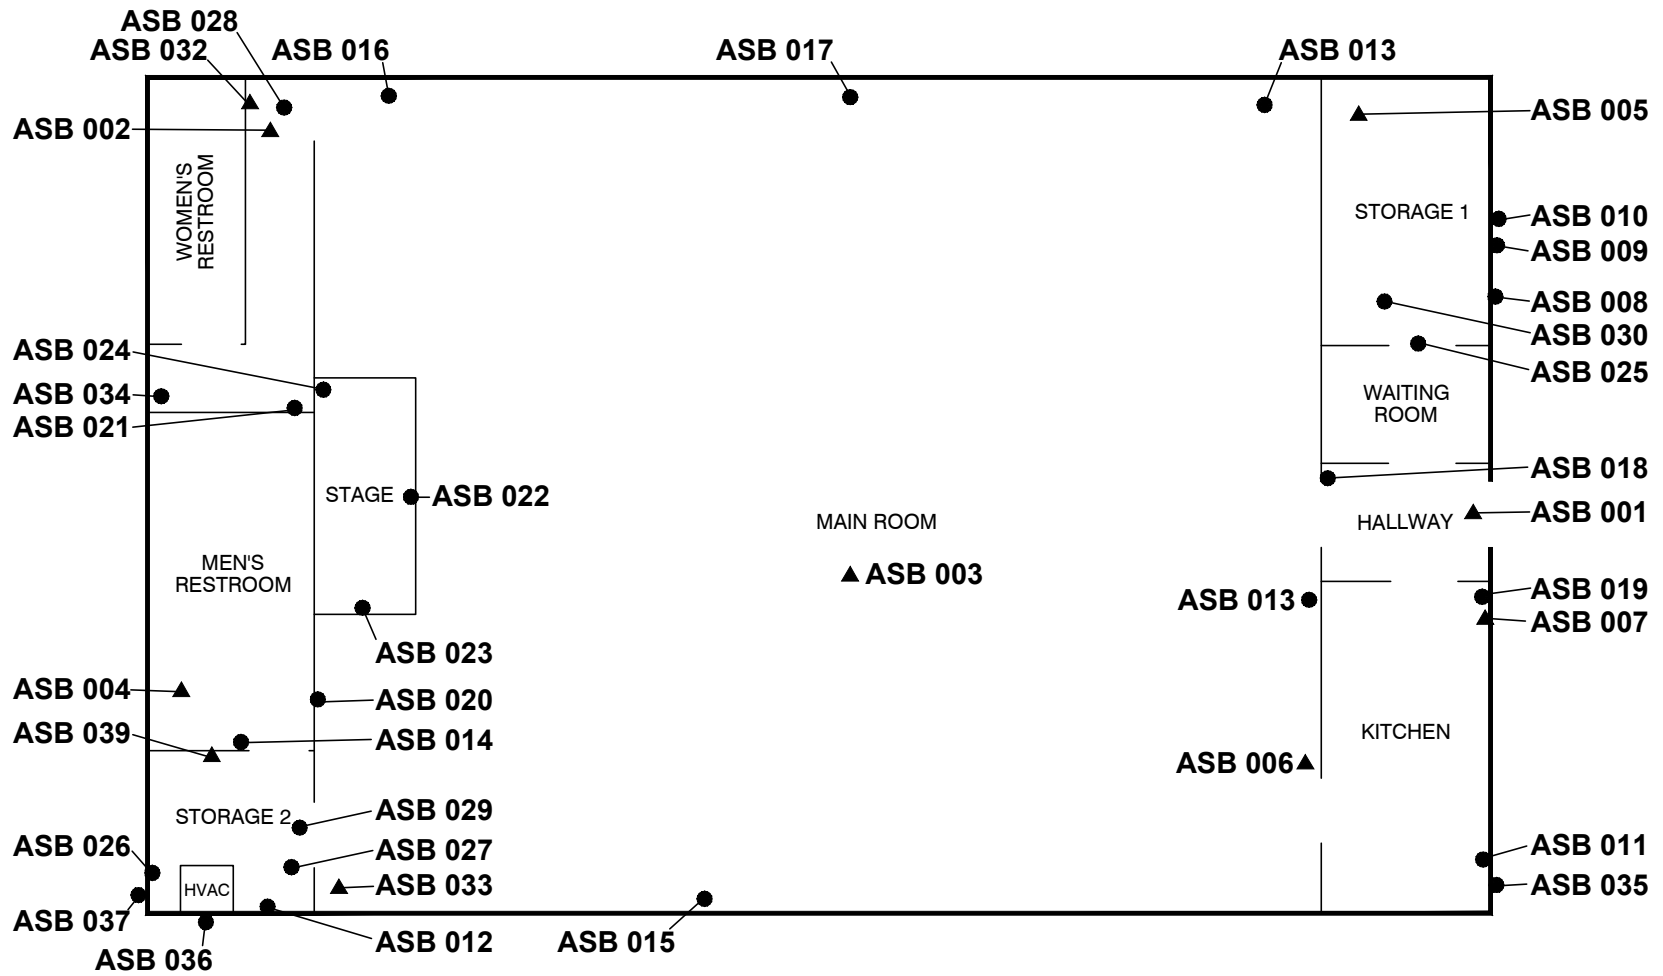 ASB 028
ASB 032
ASB 016
ASB 017
ASB 013
ASB 002
ASB 005
WOMEN'S
RESTROOM
STORAGE 1
ASB 010
ASB 009
ASB 008
ASB 030
ASB 024
ASB 025
ASB 034
WAITING
ROOM
ASB 021
ASB 018
STAGE
ASB 022
MAIN ROOM
HALLWAY
ASB 001
MEN'S
RESTROOM
ASB 003
ASB 013
ASB 019
ASB 007
ASB 023
ASB 004
ASB 020
ASB 039
ASB 014
KITCHEN
ASB 006
STORAGE 2
ASB 029
ASB 026
ASB 027
ASB 011
HVAC
ASB 033
ASB 035
ASB 037
ASB 012
ASB 015
ASB 036